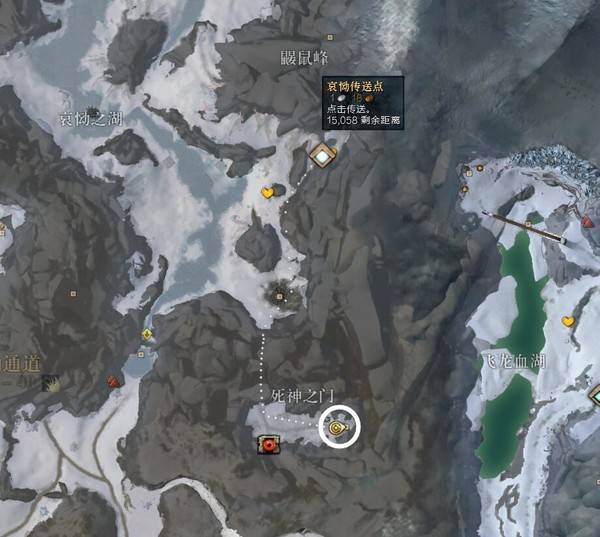 鼹鼠峰
哀恸传送点
1 18
点击传送。
15,058 剩余距离
哀恸之湖
通道
飞龙血湖
死神之门